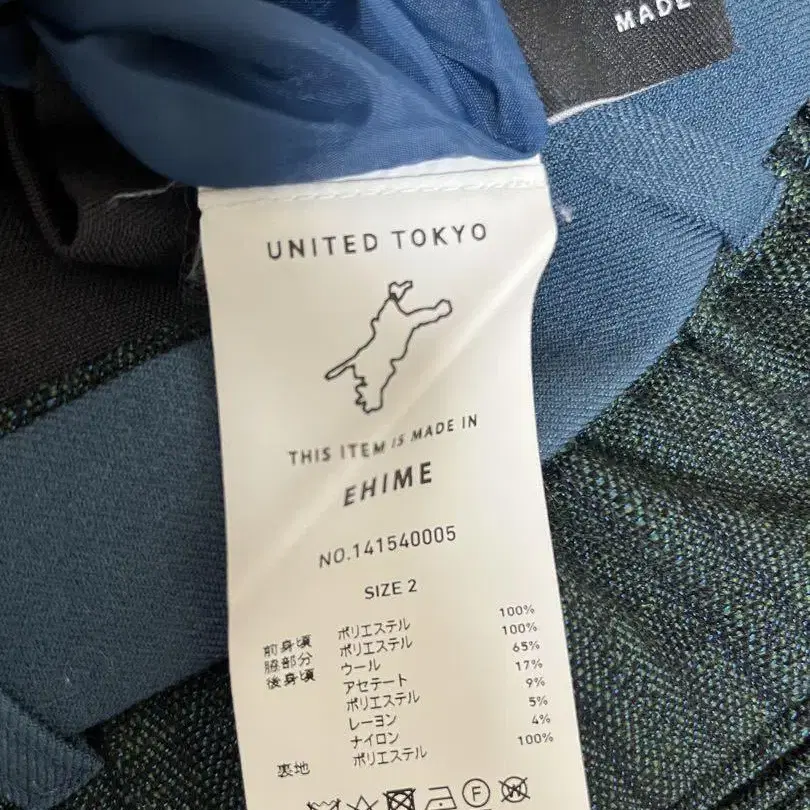 MADE
UNITED TOKYO
THIS ITEM IS MADE IN
EHIME
NO.141540005
SIZE 2
前身頃 ポリエステル 100%
脇部分 ポリエステル 100%
後身頃 ウール 65%
アセテート 17%
ポリエステル 9%
レーヨン 5%
ナイロン 4%
裏地 ポリエステル 100%
F
W